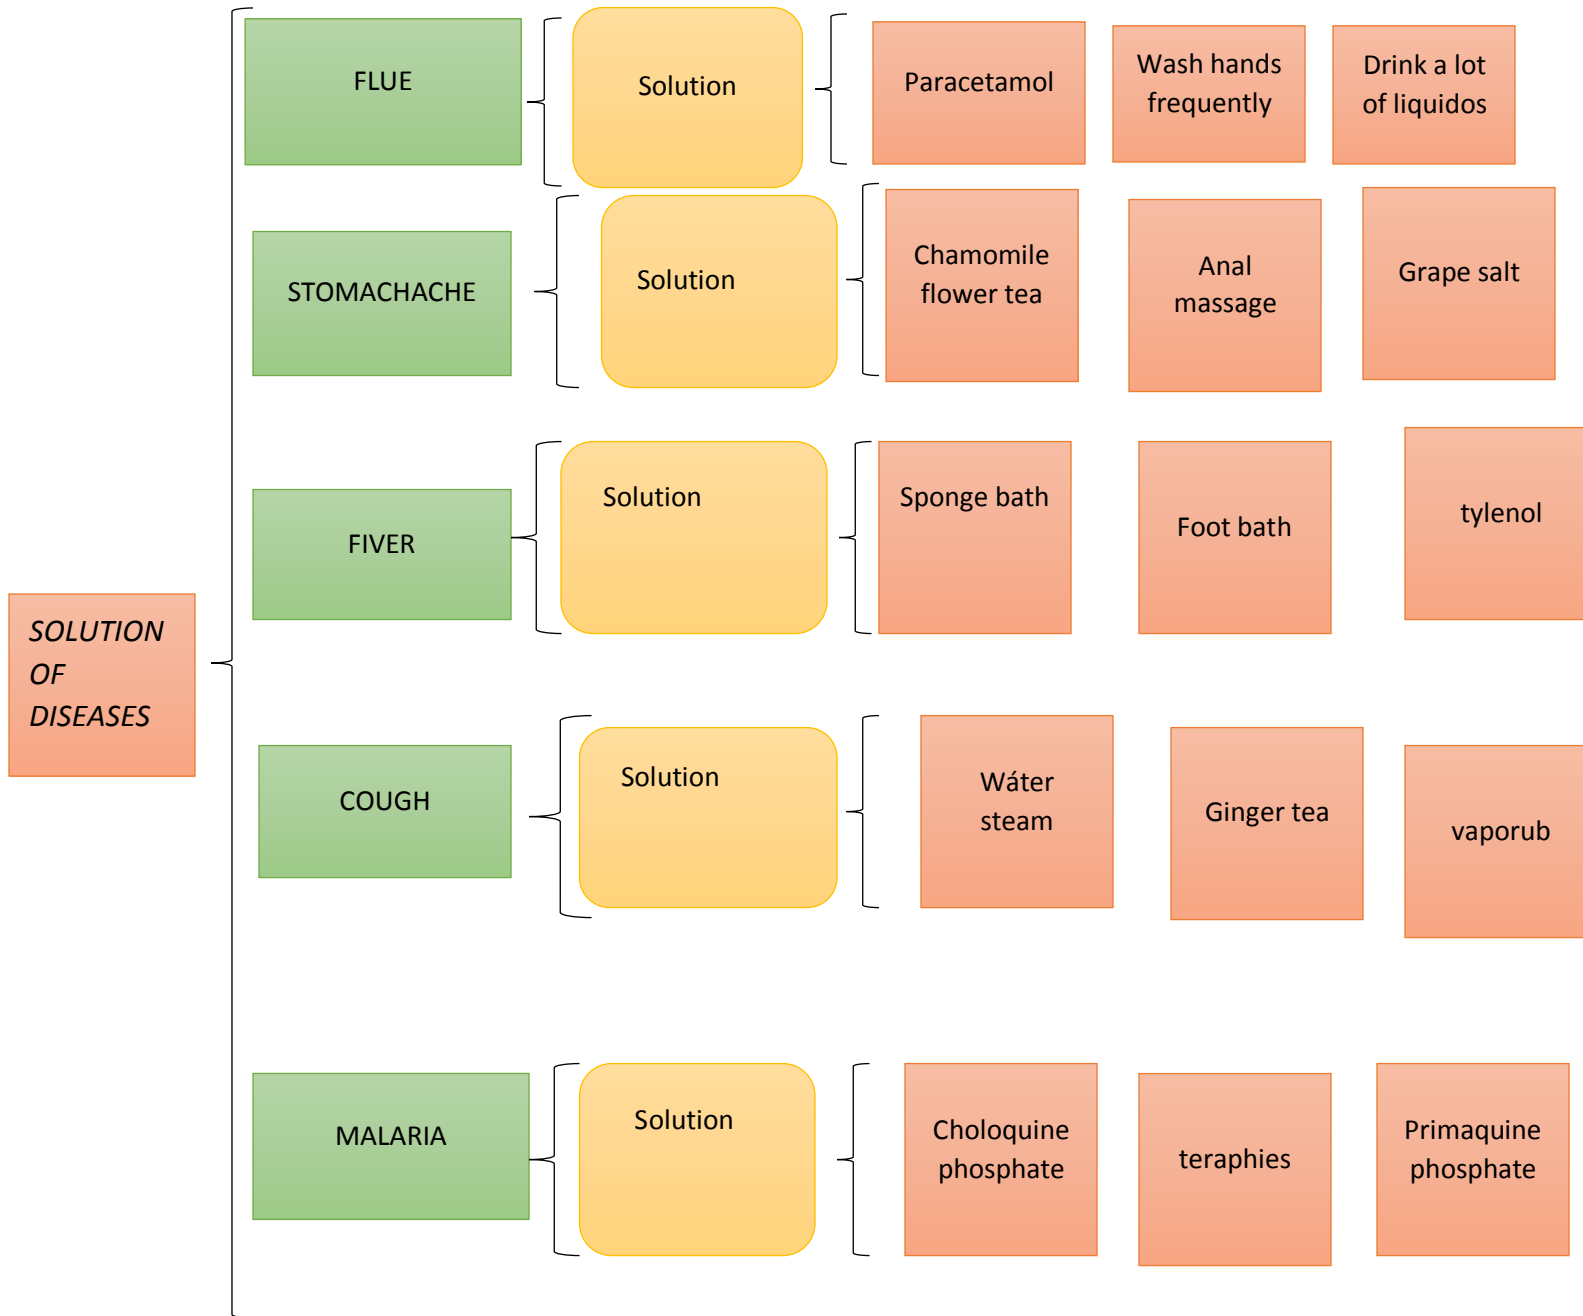 FLUE
Solution
Paracetamol
Wash hands
frequently
Drink a lot
of liquidos
STOMACHACHE
Solution
Chamomile
flower tea
Anal
massage
Grape salt
FIVER
Solution
Sponge bath
Foot bath
tylenol
SOLUTION
OF
DISEASES
COUGH
Solution
Wáter
steam
Ginger tea
vaporub
MALARIA
Solution
Choloquine
phosphate
teraphies
Primaquine
phosphate